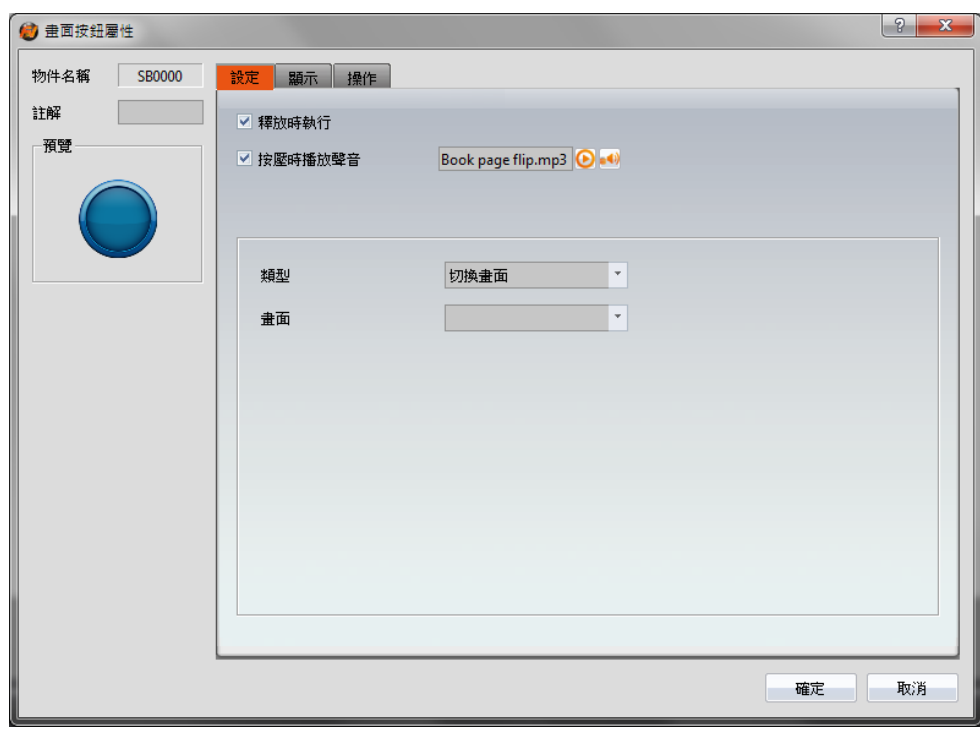 畫面按鈕屬性
?
物件名稱 SB0000
註解
預覽
設定 顯示 操作
釋放時執行
按壓時播放聲音 Book page flip.mp3
類型 切換畫面
畫面
確定 取消